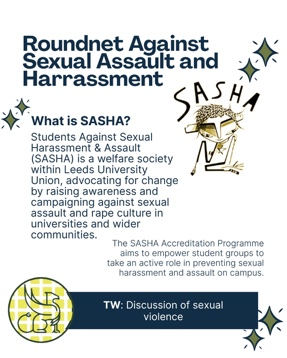 Roundnet Against
Sexual Assault and
Harrassment
SASHA
What is SASHA?
Students Against Sexual
Harassment & Assault
(SASHA) is a welfare society
within Leeds University
Union, advocating for change
by raising awareness and
campaigning against sexual
assault and rape culture in
universities and wider
communities.
The SASHA Accreditation Programme
aims to empower student groups to
take an active role in preventing sexual
harassment and assault on campus.
TW: Discussion of sexual
violence